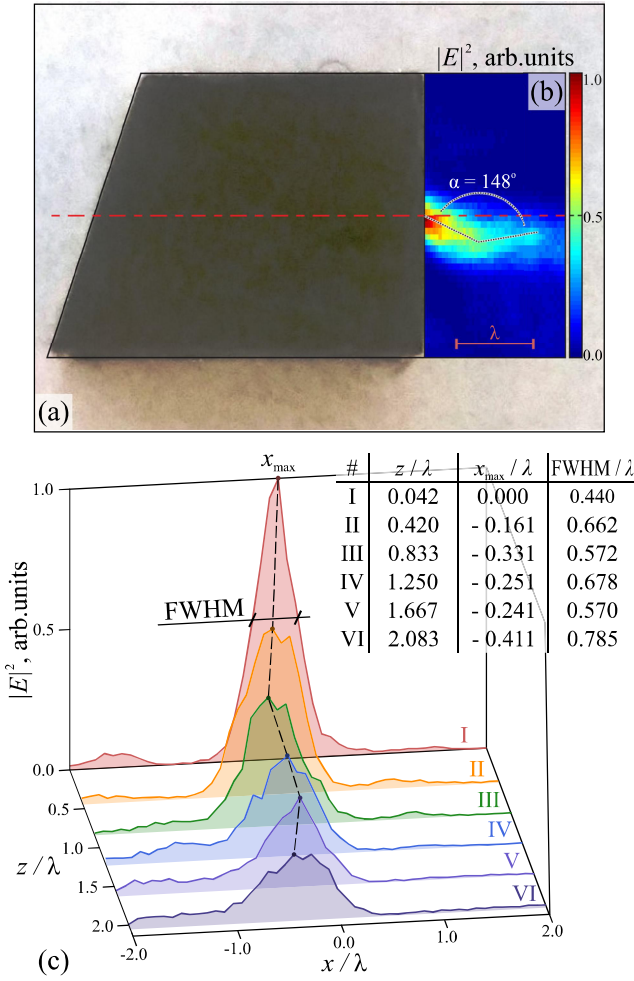 |E|², arb.units
(b)
1.0
α = 148°
0.5
λ
0.0
(a)
x_max
1.0
|E|², arb.units
0.5
0.0
FWHM
# z / λ x_max / λ FWHM / λ
I 0.042 0.000 0.440
II 0.420 - 0.161 0.662
III 0.833 - 0.331 0.572
IV 1.250 - 0.251 0.678
V 1.667 - 0.241 0.570
VI 2.083 - 0.411 0.785
I
II
III
IV
V
VI
0.5
1.0
z / λ
1.5
2.0
-2.0
-1.0
0.0
1.0
2.0
x / λ
(c)